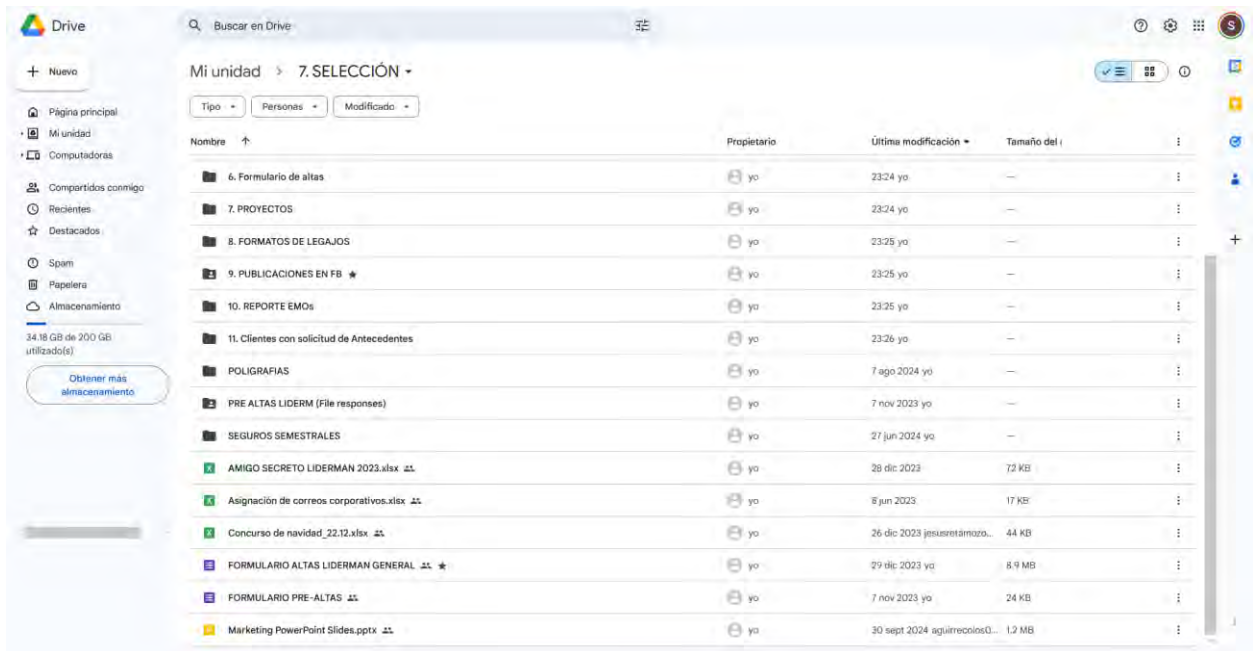 Drive
Buscar en Drive
S
Nuevo
Mi unidad > 7. SELECCIÓN
Tipo
Personas
Modificado
Página principal
Mi unidad
Computadoras
Compartidos conmigo
Recientes
Destacados
Spam
Papelera
Almacenamiento
34.18 GB de 200 GB
utilizado(s)
Obtener más
almacenamiento
Nombre Propietario Última modificación Tamaño del
6. Formulario de altas yo 23:24 yo —
7. PROYECTOS yo 23:24 yo —
8. FORMATOS DE LEGAJOS yo 23:25 yo —
9. PUBLICACIONES EN FB yo 23:25 yo —
10. REPORTE EMOs yo 23:25 yo —
11. Clientes con solicitud de Antecedentes yo 23:26 yo —
POLIGRAFIAS yo 7 ago 2024 yo —
PRE ALTAS LIDERM (File responses) yo 7 nov 2023 yo —
SEGUROS SEMESTRALES yo 27 jun 2024 yo —
AMIGO SECRETO LIDERMAN 2023.xlsx yo 28 dic 2023 72 KB
Asignación de correos corporativos.xlsx yo 8 jun 2023 17 KB
Concurso de navidad_22.12.xlsx yo 26 dic 2023 jesusretamozo... 44 KB
FORMULARIO ALTAS LIDERMAN GENERAL yo 29 dic 2023 yo 8.9 MB
FORMULARIO PRE-ALTAS yo 7 nov 2023 yo 24 KB
Marketing PowerPoint Slides.pptx yo 30 sept 2024 1.2 MB